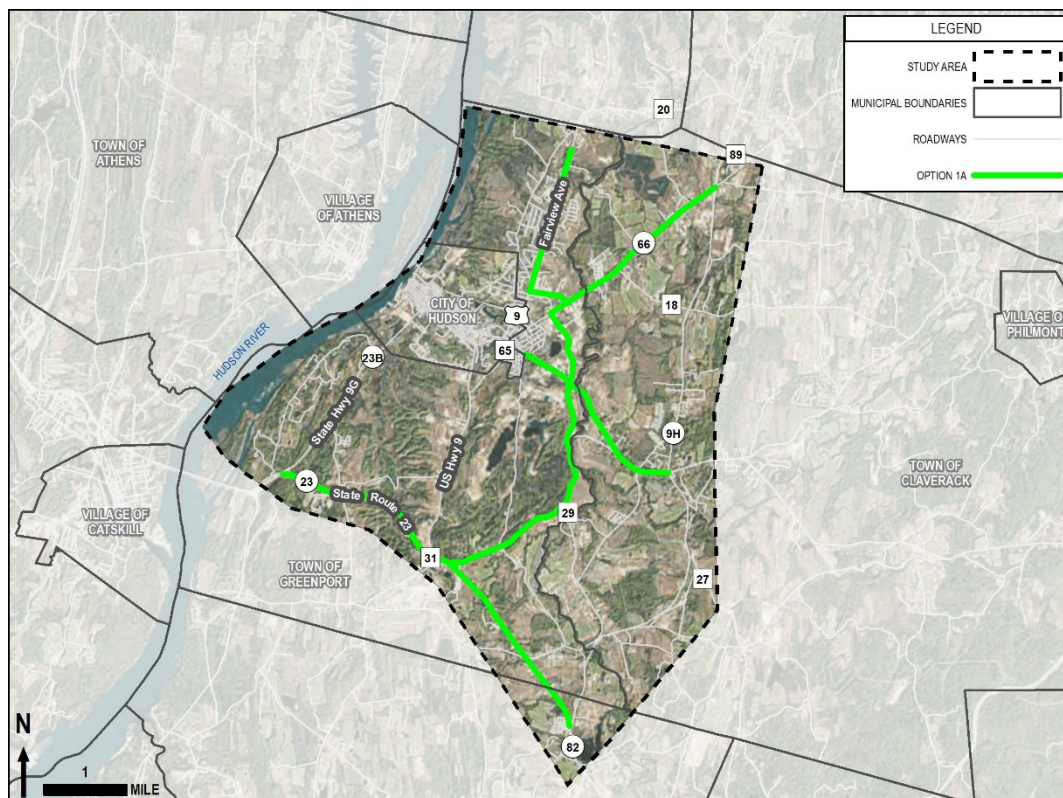 LEGEND
STUDY AREA
MUNICIPAL BOUNDARIES
ROADWAYS
OPTION 1A
20
89
TOWN OF
ATHENS
VILLAGE
OF ATHENS
Fairview Ave
66
18
CITY OF
HUDSON
9
65
VILLAGE OF
PHILMONT
HUDSON RIVER
23B
State Hwy 9G
US Hwy 9
9H
TOWN OF
CLAVERACK
23
State Route 23
VILLAGE OF
CATSKILL
29
31
TOWN OF
GREENPORT
27
82
N
1
MILE